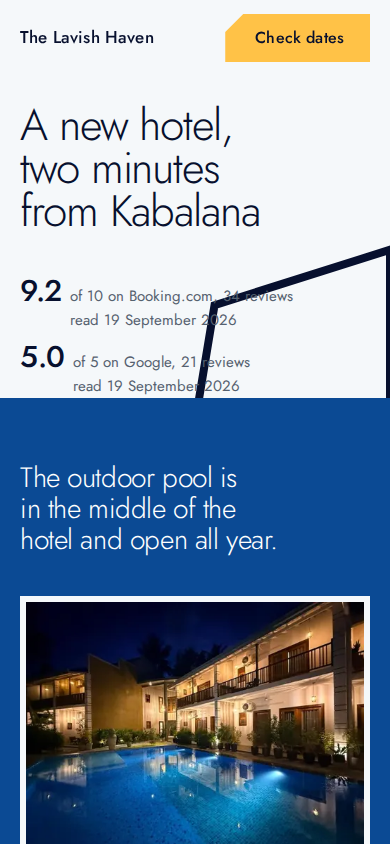 The Lavish Haven
Check dates
A new hotel,
two minutes
from Kabalana
9.2 of 10 on Booking.com, 34 reviews
read 19 September 2026
5.0 of 5 on Google, 21 reviews
read 19 September 2026
The outdoor pool is
in the middle of the
hotel and open all year.